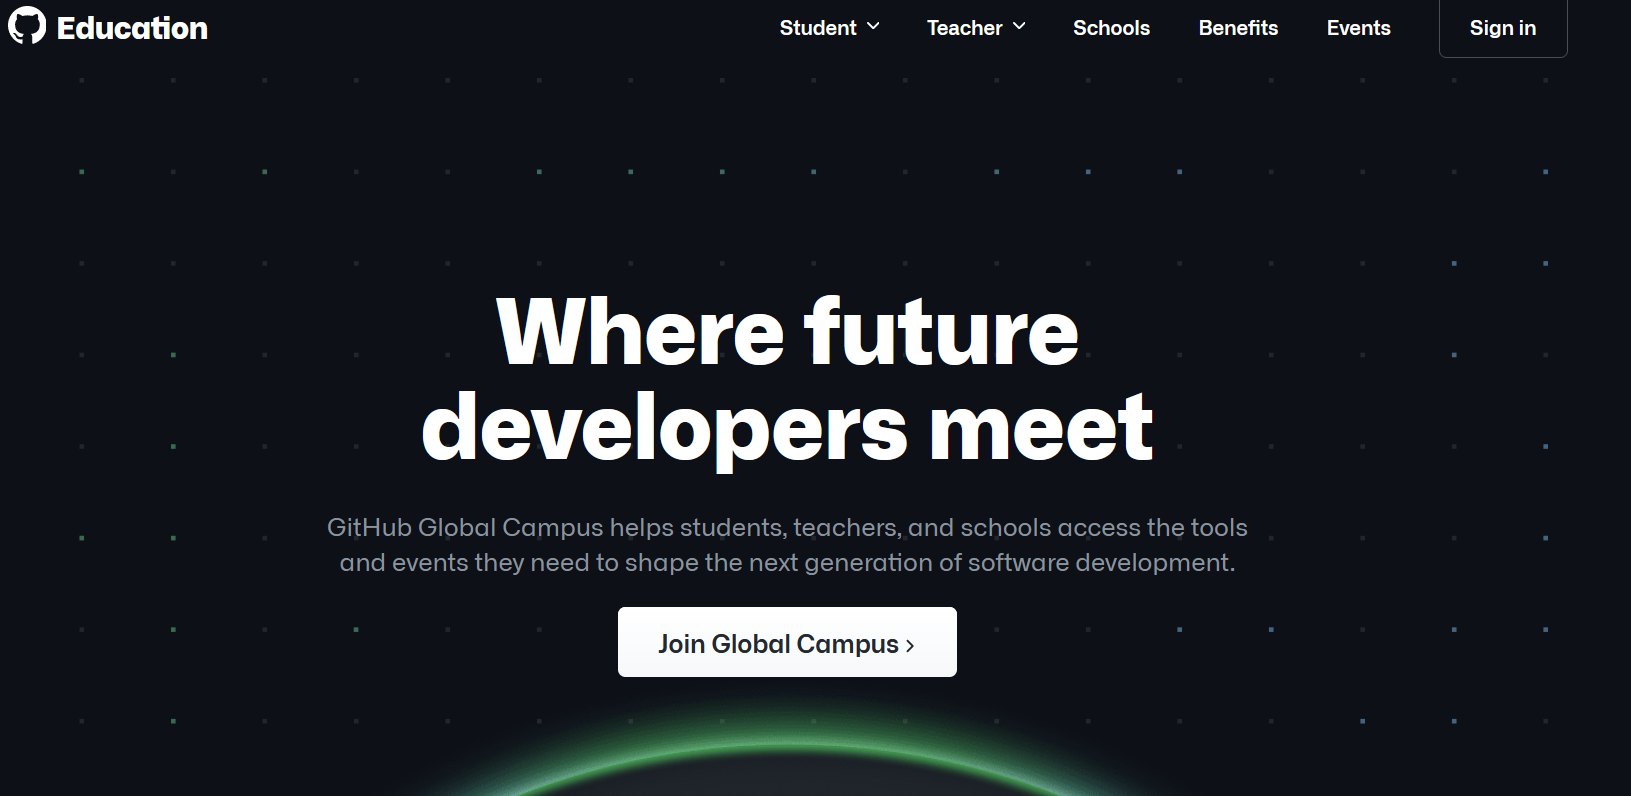 Education
Student Teacher Schools Benefits Events Sign in
Where future
developers meet
GitHub Global Campus helps students, teachers, and schools access the tools
and events they need to shape the next generation of software development.
Join Global Campus ›